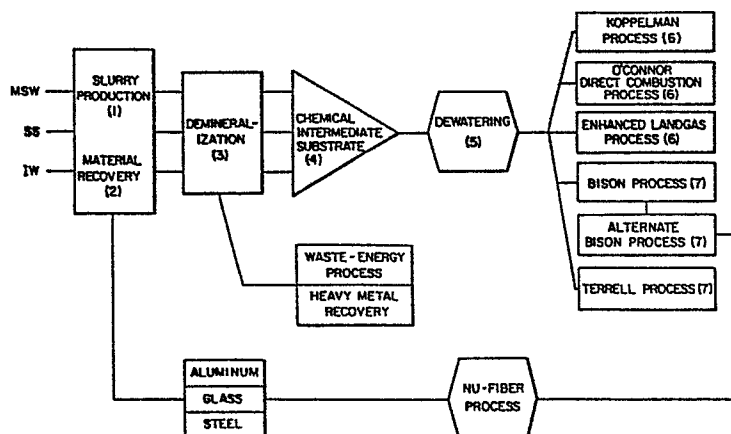 MSW
SS
IW
SLURRY
PRODUCTION
(1)
MATERIAL
RECOVERY
(2)
DEMINERAL-
IZATION
(3)
CHEMICAL
INTERMEDIATE
SUBSTRATE
(4)
DEWATERING
(5)
KOPPELMAN
PROCESS (6)
O'CONNOR
DIRECT COMBUSTION
PROCESS (6)
ENHANCED LANDGAS
PROCESS (6)
BISON PROCESS (7)
ALTERNATE
BISON PROCESS (7)
TERRELL PROCESS (7)
WASTE-ENERGY
PROCESS
HEAVY METAL
RECOVERY
ALUMINUM
GLASS
STEEL
NU-FIBER
PROCESS